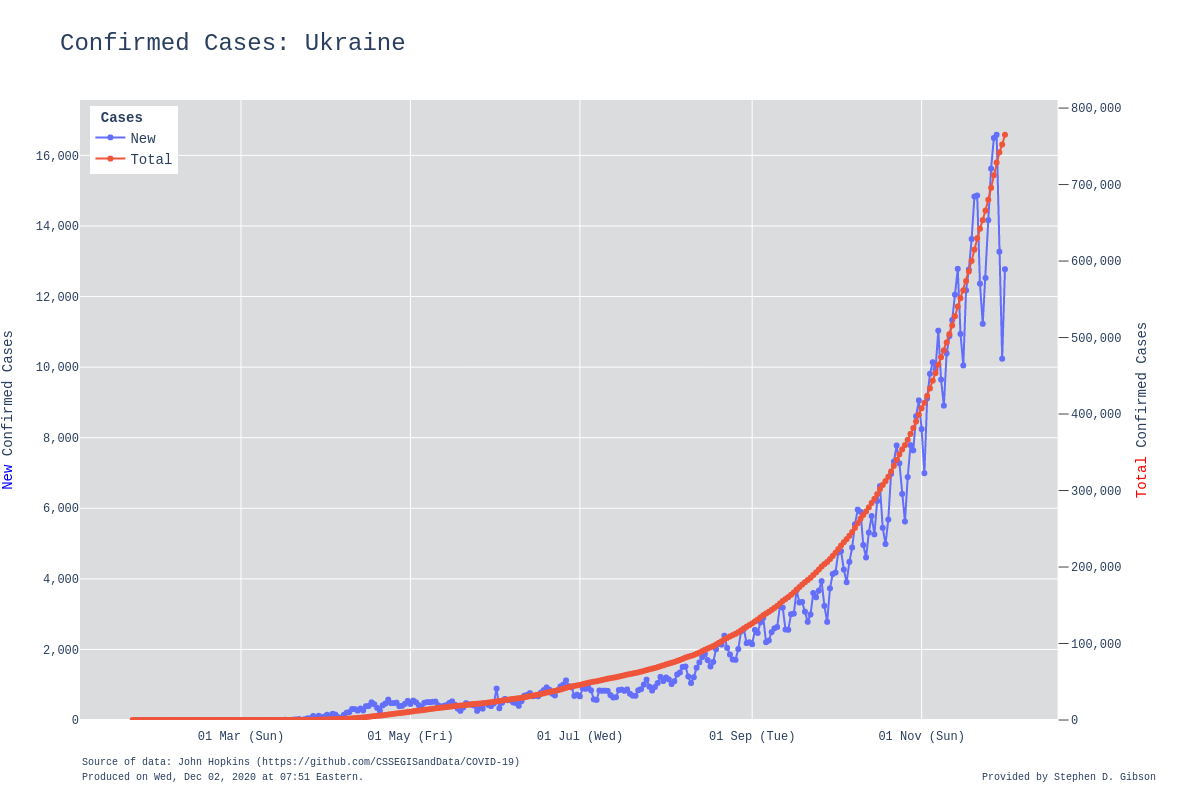 Confirmed Cases: Ukraine
Cases
New
Total
16,000
14,000
12,000
10,000
8,000
6,000
4,000
2,000
0
New Confirmed Cases
800,000
700,000
600,000
500,000
400,000
300,000
200,000
100,000
0
Total Confirmed Cases
01 Mar (Sun) 01 May (Fri) 01 Jul (Wed) 01 Sep (Tue) 01 Nov (Sun)
Source of data: John Hopkins (https://github.com/CSSEGISandData/COVID-19)
Produced on Wed, Dec 02, 2020 at 07:51 Eastern.
Provided by Stephen D. Gibson